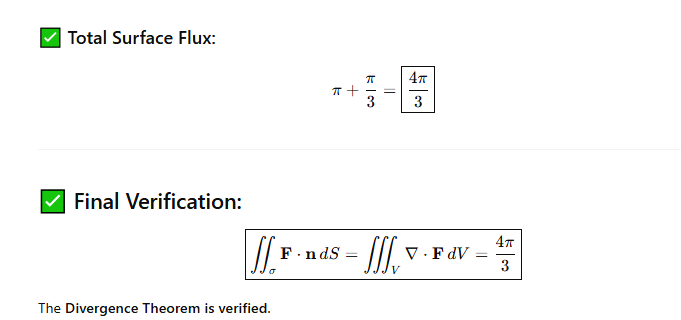 ✅ Total Surface Flux:
π + π/3 = 4π/3
✅ Final Verification:
∬_σ F · n dS = ∭_V ∇ · F dV = 4π/3
The Divergence Theorem is verified.